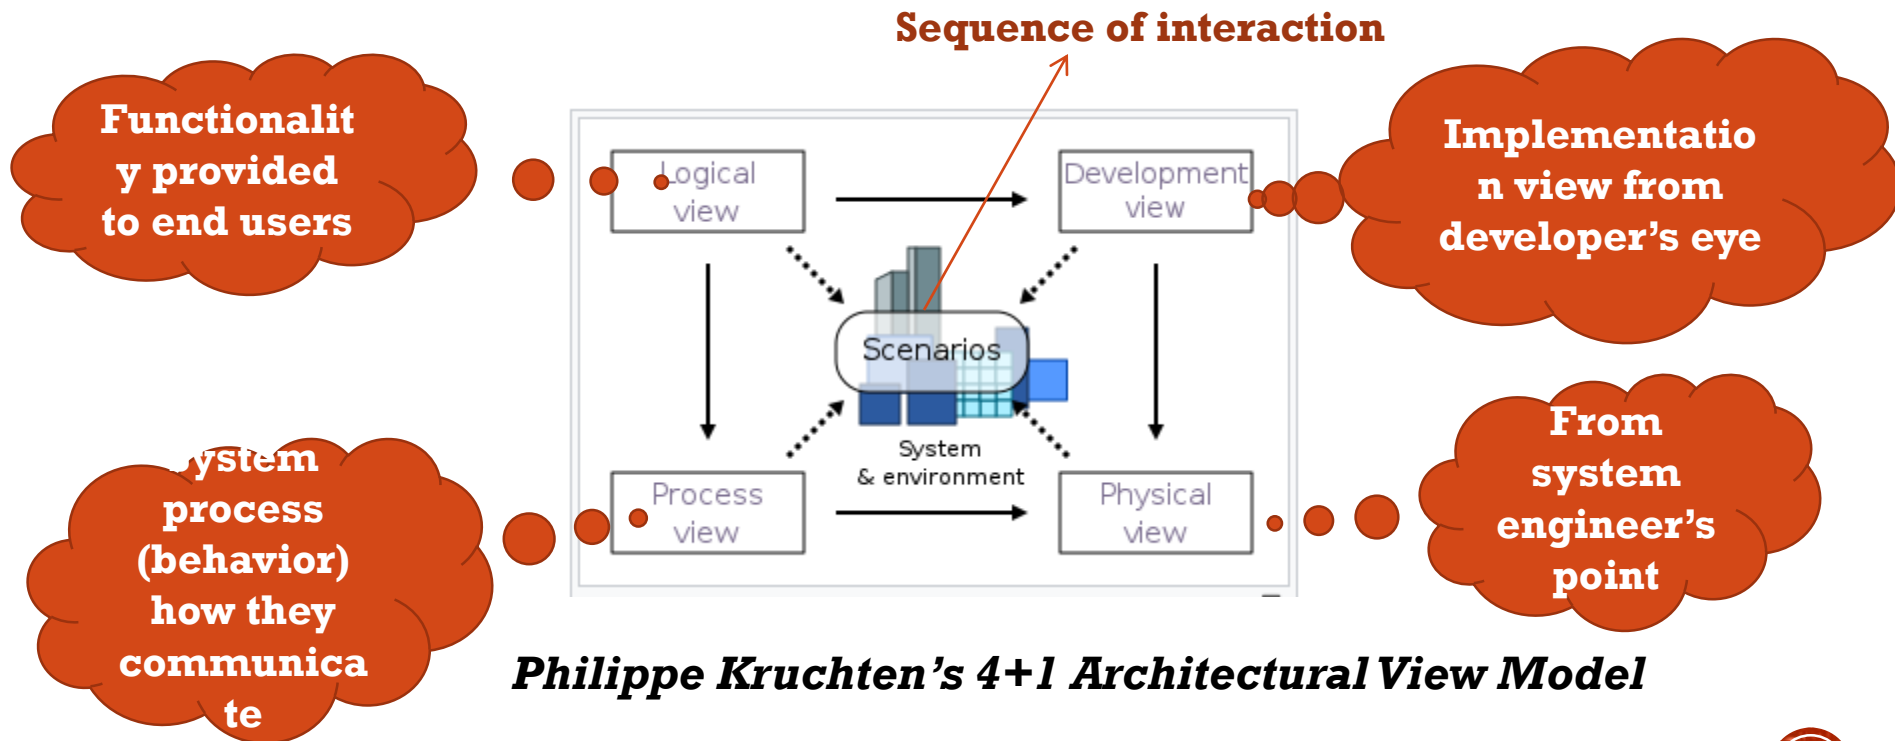 Sequence of interaction
Functionalit
y provided
to end users
Logical
view
Development
view
Implementatio
n view from
developer’s eye
Scenarios
System
& environment
Process
view
Physical
view
System
process
(behavior)
how they
communica
te
From
system
engineer’s
point
Philippe Kruchten’s 4+1 Architectural View Model